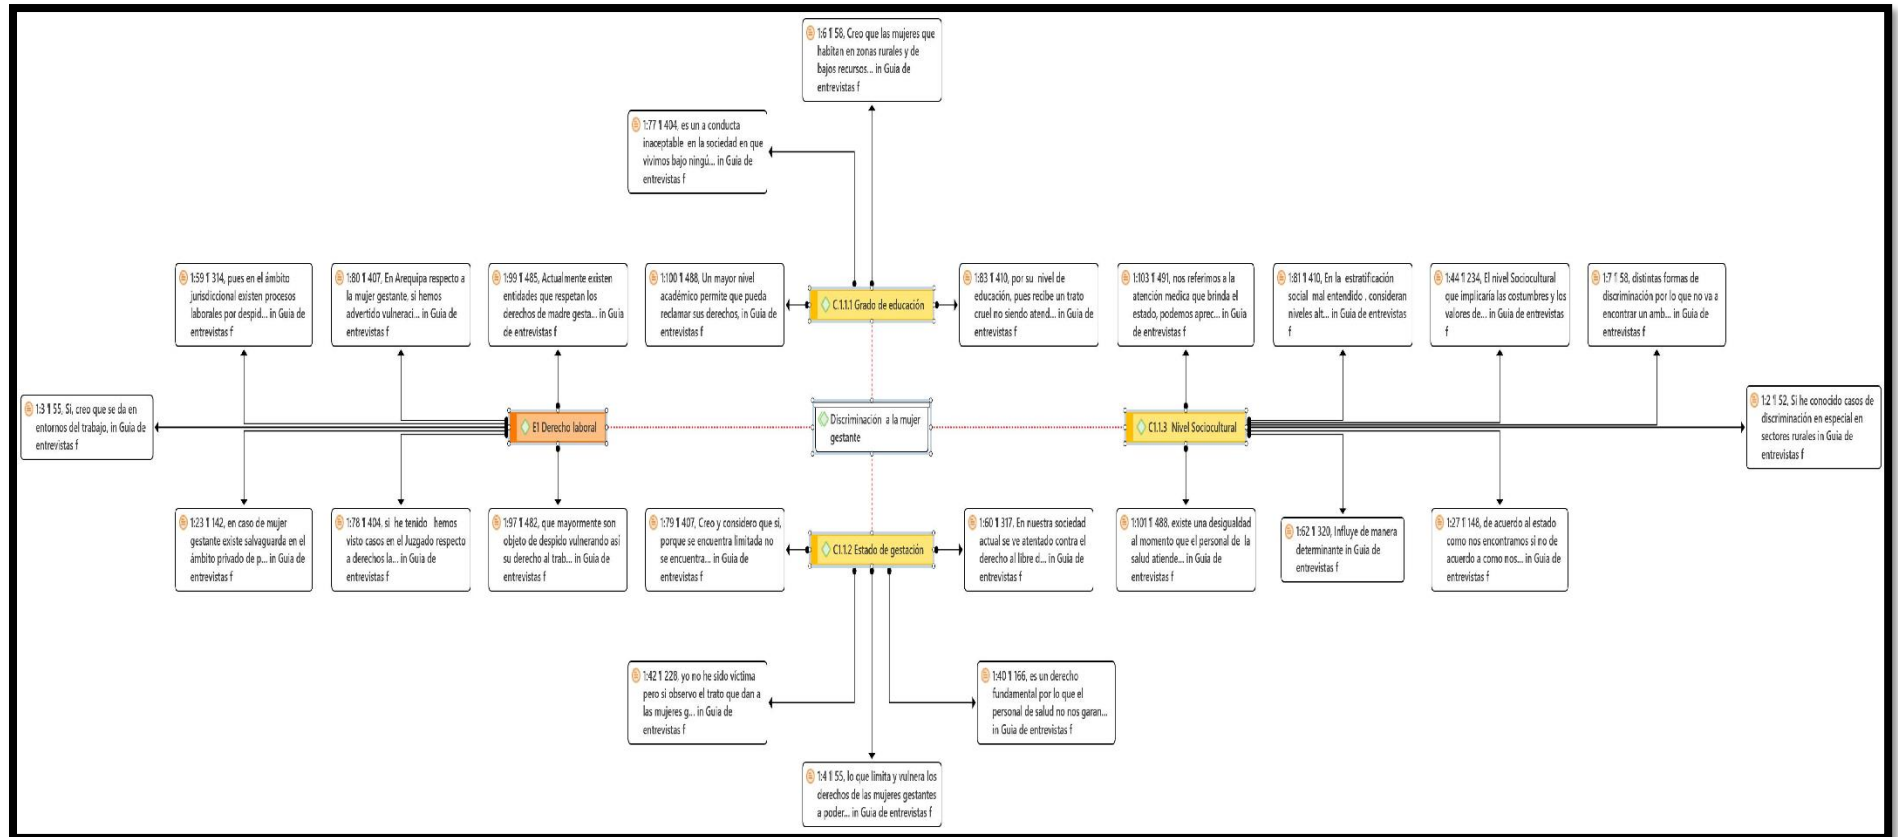 1:6 ¶ 58, Creo que las mujeres que
habitan en zonas rurales y de
bajos recursos... in Guia de
entrevistas f
1:77 ¶ 404, es un a conducta
inaceptable en la sociedad en que
vivimos bajo ningú... in Guia de
entrevistas f
1:59 ¶ 314, pues en el ámbito
jurisdiccional existen procesos
laborales por despid... in Guia
de entrevistas f
1:80 ¶ 407, En Arequipa respecto a
la mujer gestante, si hemos
advertido vulneraci... in Guia de
entrevistas f
1:99 ¶ 485, Actualmente existen
entidades que respetan los
derechos de madre gesta... in Guia
de entrevistas f
1:100 ¶ 488, Un mayor nivel
académico permite que pueda
reclamar sus derechos, in Guia de
entrevistas f
C.1.1.1 Grado de educación
1:83 ¶ 410, por su nivel de
educación, pues recibe un trato
cruel no siendo atend... in Guia de
entrevistas f
1:103 ¶ 491, nos referimos a la
atención medica que brinda el
estado, podemos aprec... in Guia
de entrevistas f
1:81 ¶ 410, En la estratificación
social mal entendido . consideran
niveles alt... in Guia de entrevistas
f
1:44 ¶ 234, El nivel Sociocultural
que implicaría las costumbres y los
valores de... in Guia de entrevistas
f
1:7 ¶ 58, distintas formas de
discriminación por lo que no va a
encontrar un amb... in Guia de
entrevistas f
1:3 ¶ 55, Si, creo que se da en
entornos del trabajo, in Guia de
entrevistas f
E1 Derecho laboral
Discriminación a la mujer
gestante
C1.1.3 Nivel Sociocultural
1:2 ¶ 52, Si he conocido casos de
discriminación en especial en
sectores rurales in Guia de
entrevistas f
1:23 ¶ 142, en caso de mujer
gestante existe salvaguarda en el
ámbito privado de p... in Guia de
entrevistas f
1:78 ¶ 404. si he tenido hemos
visto casos en el Juzgado respecto
a derechos la... in Guia de
entrevistas f
1:97 ¶ 482, que mayormente son
objeto de despido vulnerando así
su derecho al trab... in Guia de
entrevistas f
1:79 ¶ 407, Creo y considero que si,
porque se encuentra limitada no
se encuentra... in Guia de
entrevistas f
C1.1.2 Estado de gestación
1:60 ¶ 317. En nuestra sociedad
actual se ve atentado contra el
derecho al libre d... in Guia de
entrevistas f
1:101 ¶ 488. existe una desigualdad
al momento que el personal de la
salud atiende... in Guia de
entrevistas f
1:62 ¶ 320, Influye de manera
determinante in Guia de
entrevistas f
1:27 ¶ 148, de acuerdo al estado
como nos encontramos si no de
acuerdo a como nos... in Guia de
entrevistas f
1:42 ¶ 228, yo no he sido víctima
pero si observo el trato que dan a
las mujeres g... in Guia de
entrevistas f
1:40 ¶ 166, es un derecho
fundamental por lo que el
personal de salud no nos garan...
in Guia de entrevistas f
1:4 ¶ 55, lo que limita y vulnera los
derechos de las mujeres gestantes
a poder... in Guia de entrevistas f